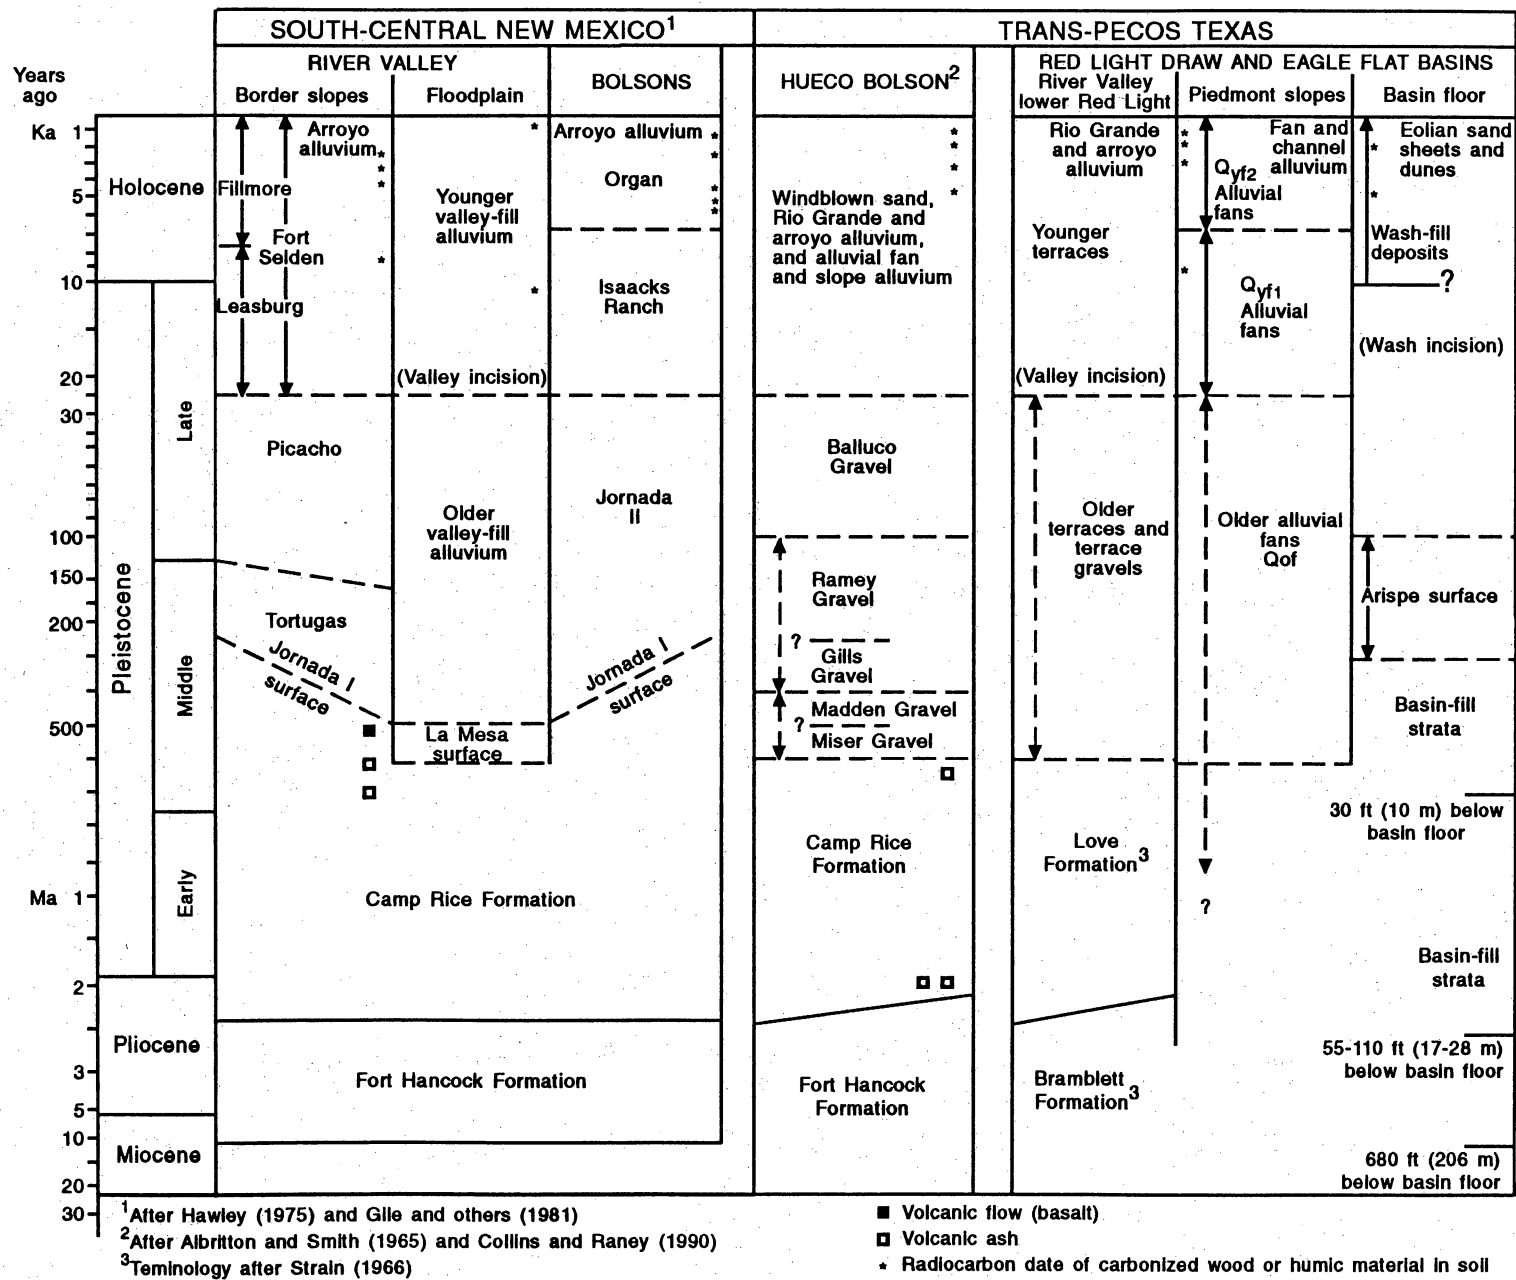 SOUTH-CENTRAL NEW MEXICO1
TRANS-PECOS TEXAS
Years
ago
RIVER VALLEY
Border slopes
Floodplain
BOLSONS
HUECO BOLSON2
RED LIGHT DRAW AND EAGLE FLAT BASINS
River Valley
lower Red Light
Piedmont slopes
Basin floor
Ka 1
5
10
20
30
100
150
200
500
Ma 1
2
3
5
10
20
30
Holocene
Pleistocene
Late
Middle
Early
Pliocene
Miocene
Arroyo
alluvium
Fillmore
Fort
Selden
Leasburg
Picacho
Tortugas
Jornada I
surface
Younger
valley-fill
alluvium
(Valley incision)
Older
valley-fill
alluvium
La Mesa
surface
Arroyo alluvium
Organ
Isaacks
Ranch
Jornada
II
Jornada I
surface
Camp Rice Formation
Fort Hancock Formation
Windblown sand,
Rio Grande and
arroyo alluvium,
and alluvial fan
and slope alluvium
Balluco
Gravel
Ramey
Gravel
?
Gills
Gravel
Madden Gravel
?
Miser Gravel
Camp Rice
Formation
Fort Hancock
Formation
Rio Grande
and arroyo
alluvium
Younger
terraces
(Valley incision)
Older
terraces and
terrace
gravels
Love
Formation3
Bramblett
Formation3
Fan and
channel
alluvium
Qyf2
Alluvial
fans
Qyf1
Alluvial
fans
Older alluvial
fans
Qof
?
Eolian sand
sheets and
dunes
Wash-fill
deposits
?
(Wash incision)
Arispe surface
Basin-fill
strata
30 ft (10 m) below
basin floor
Basin-fill
strata
55-110 ft (17-28 m)
below basin floor
680 ft (206 m)
below basin floor
1After Hawley (1975) and Gile and others (1981)
2After Albritton and Smith (1965) and Collins and Raney (1990)
3Teminology after Strain (1966)
Volcanic flow (basalt)
Volcanic ash
* Radiocarbon date of carbonized wood or humic material in soil